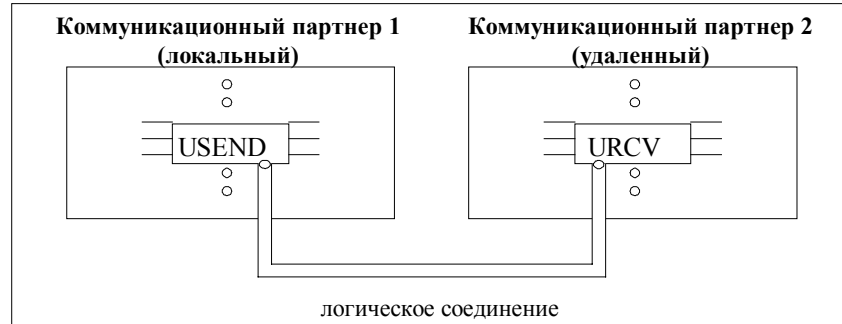 Коммуникационный партнер 1
(локальный)
Коммуникационный партнер 2
(удаленный)
USEND
URCV
логическое соединение